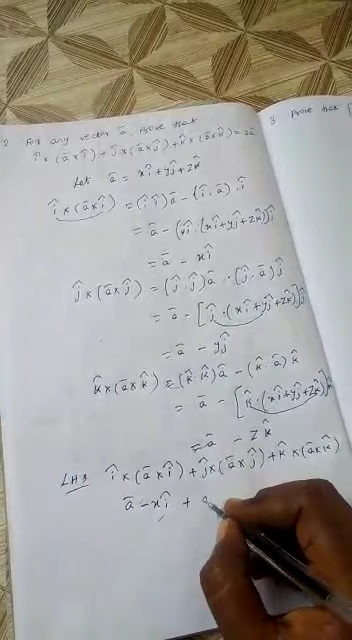 2 For any vector ā, prove that
î × (ā × î) + ĵ × (ā × ĵ) + k̂ × (ā × k̂) = 2ā
Let ā = xî + yĵ + zk̂
î × (ā × î) = (î . î) ā - (î . ā) . î
= ā - (î . (xî + yĵ + zk̂)) î
= ā - xî
ĵ × (ā × ĵ) = (ĵ . ĵ) ā . (ĵ . ā) ĵ
= ā - [ĵ . (xî + yĵ + zk̂)] ĵ
= ā - yĵ
k̂ × (ā × k̂) = (k̂ . k̂) ā - (k̂ . ā) k̂
= ā - [k̂ . (xî + yĵ + zk̂)] k̂
= ā - zk̂
LHS î × (ā × î) + ĵ × (ā × ĵ) + k̂ × (ā × k̂)
ā - xî +
3 Prove that